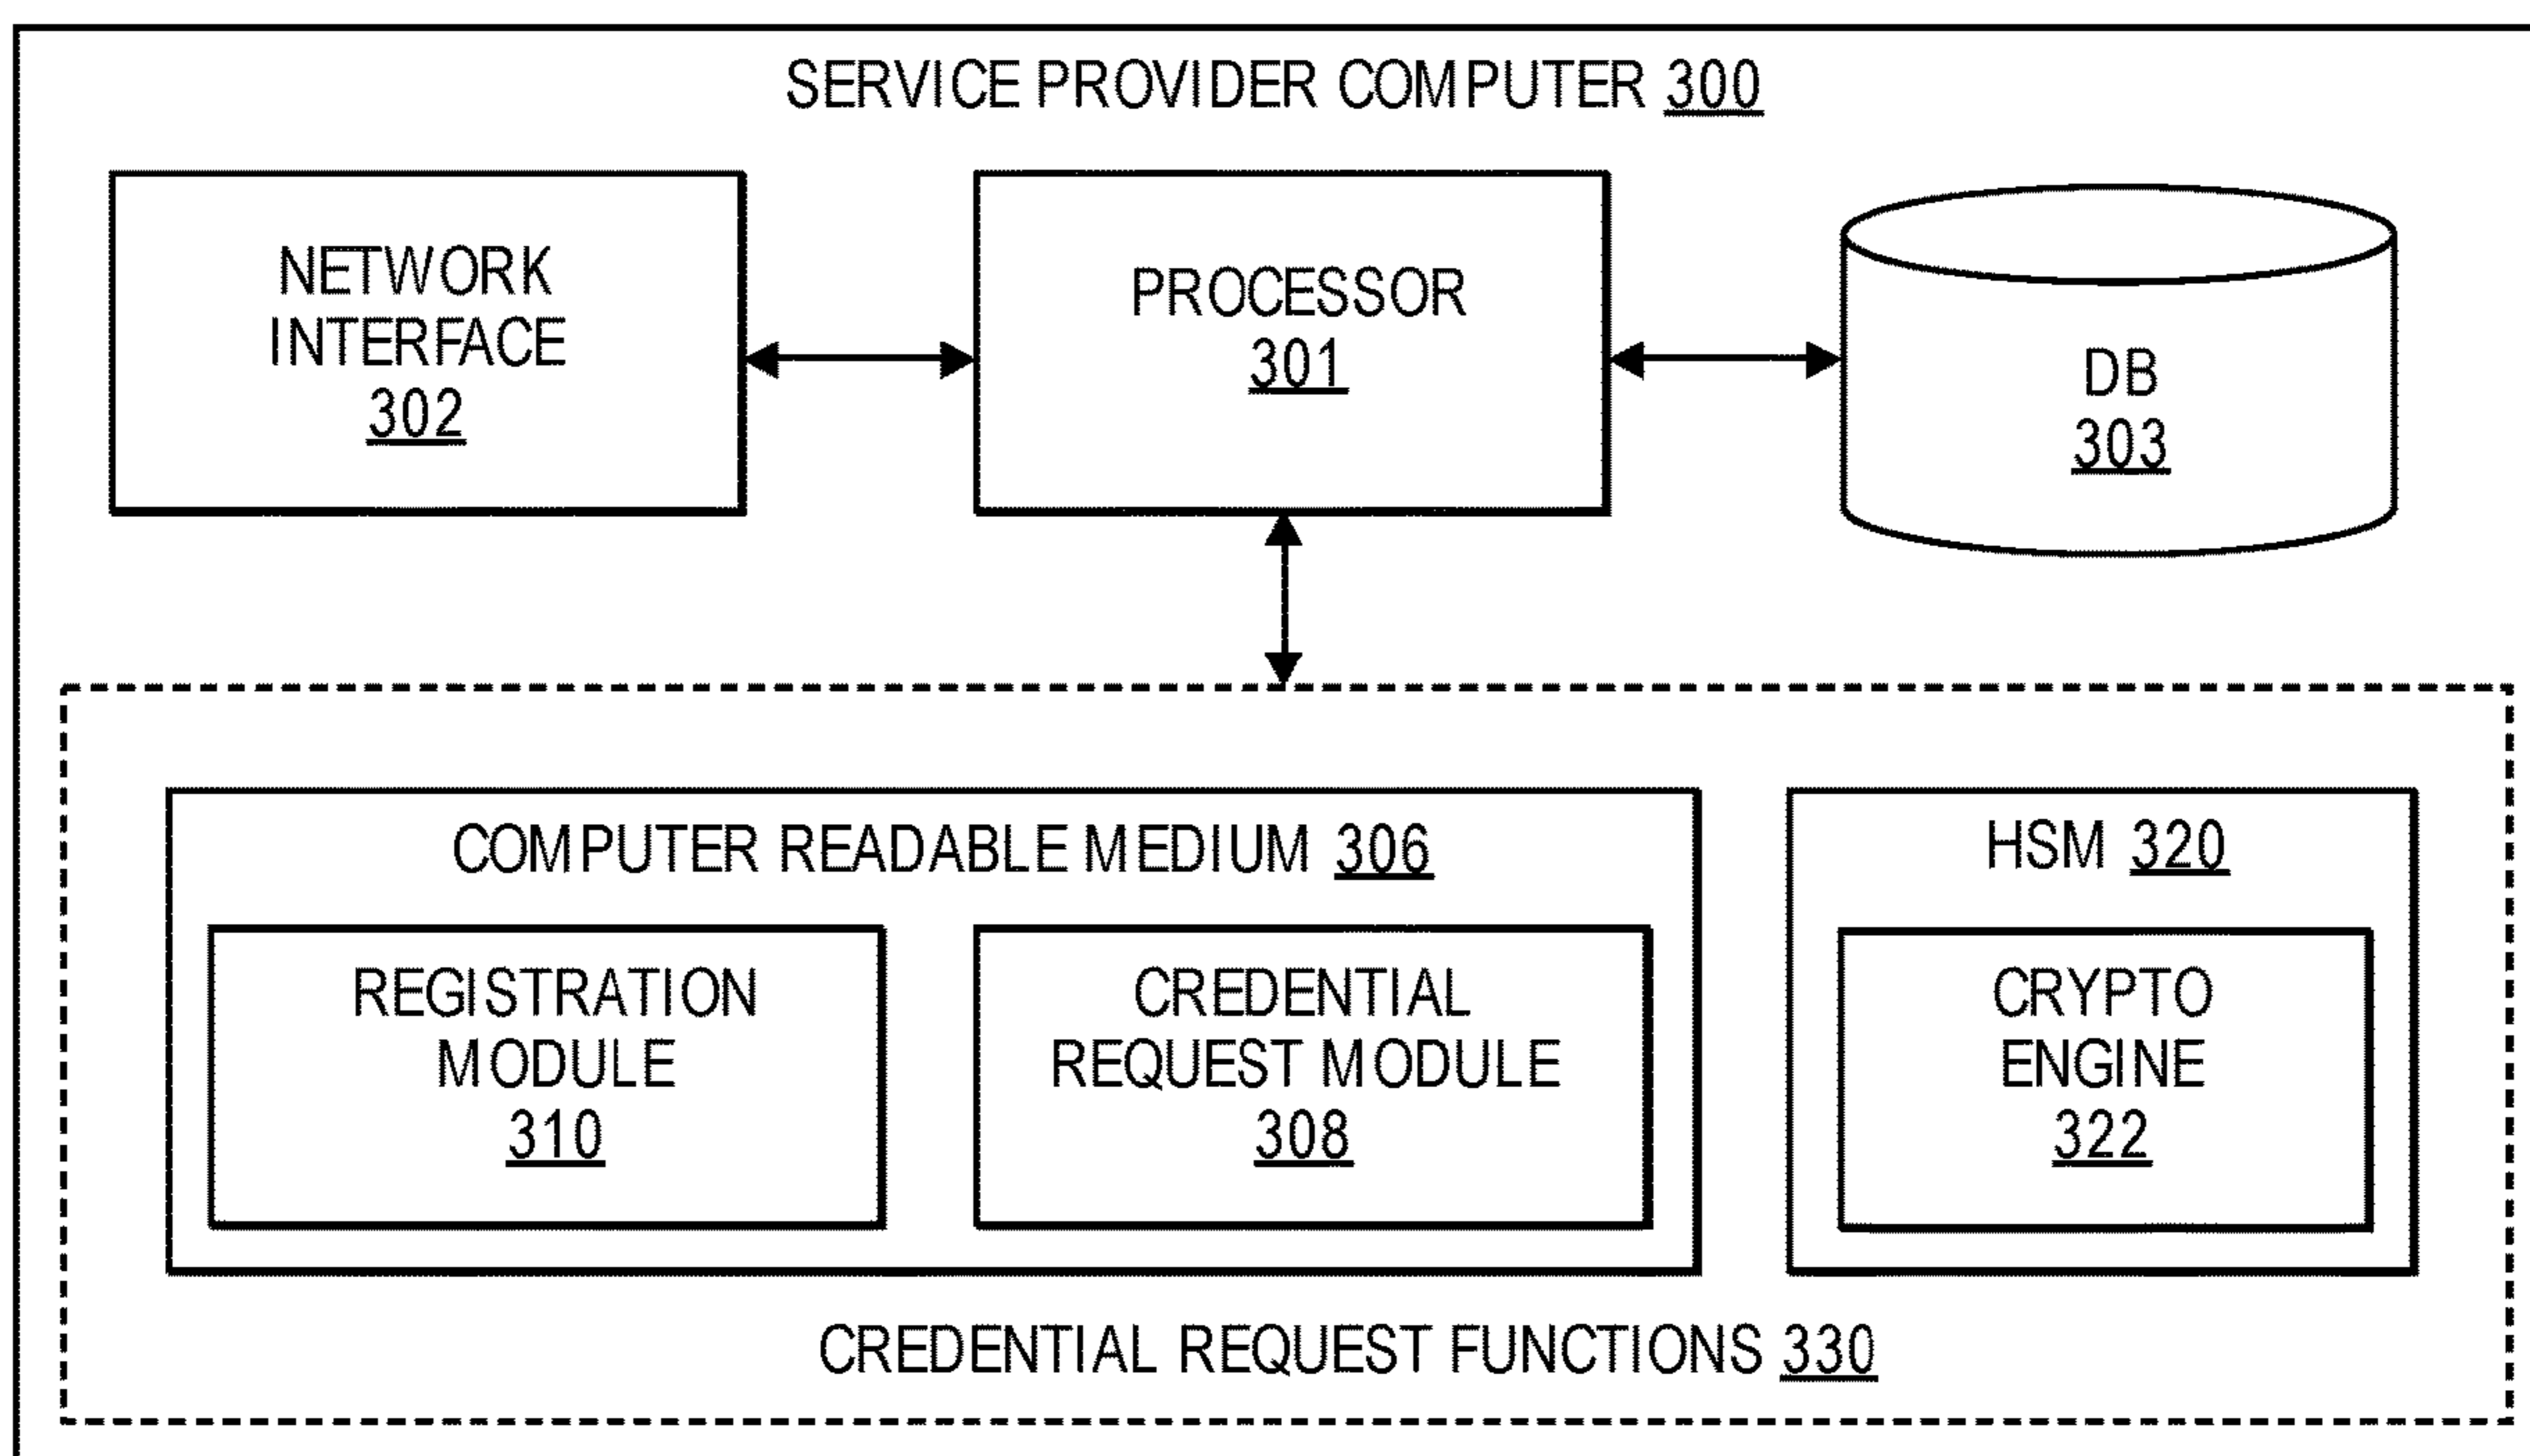 SERVICE PROVIDER COMPUTER 300
NETWORK
INTERFACE
302
PROCESSOR
301
DB
303
COMPUTER READABLE MEDIUM 306
REGISTRATION
MODULE
310
CREDENTIAL
REQUEST MODULE
308
HSM 320
CRYPTO
ENGINE
322
CREDENTIAL REQUEST FUNCTIONS 330